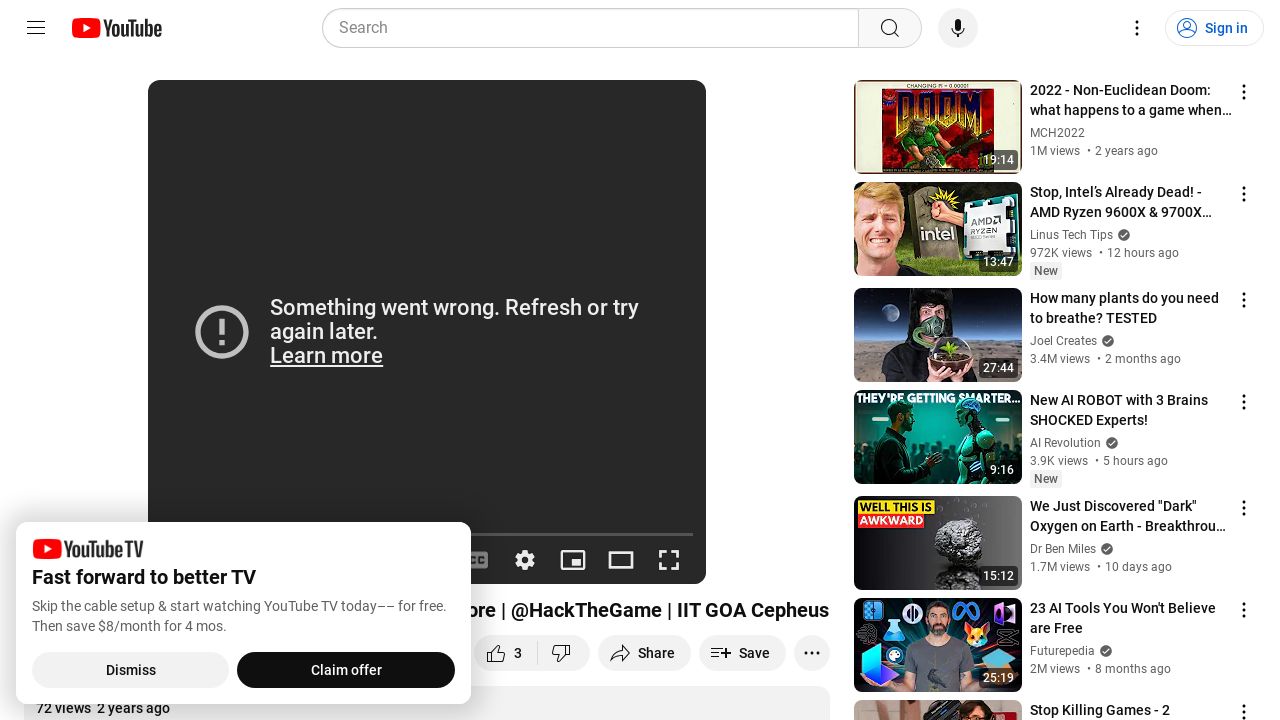 YouTube
Search
Sign in
Something went wrong. Refresh or try
again later.
Learn more
CC
YouTube TV
Fast forward to better TV
Skip the cable setup & start watching YouTube TV today–– for free.
Then save $8/month for 4 mos.
Dismiss
Claim offer
ore | @HackTheGame | IIT GOA Cepheus
3
Share
Save
72 views 2 years ago
CHANGING PI = 0.00001
DOOM
19:14
2022 - Non-Euclidean Doom:
what happens to a game when…
MCH2022
1M views • 2 years ago
intel
AMD
RYZEN
13:47
Stop, Intel’s Already Dead! -
AMD Ryzen 9600X & 9700X…
Linus Tech Tips
972K views • 12 hours ago
New
27:44
How many plants do you need
to breathe? TESTED
Joel Creates
3.4M views • 2 months ago
THEY'RE GETTING SMARTER...
9:16
New AI ROBOT with 3 Brains
SHOCKED Experts!
AI Revolution
3.9K views • 5 hours ago
New
WELL THIS IS
AWKWARD
15:12
We Just Discovered "Dark"
Oxygen on Earth - Breakthrou…
Dr Ben Miles
1.7M views • 10 days ago
25:19
23 AI Tools You Won't Believe
are Free
Futurepedia
2M views • 8 months ago
Stop Killing Games - 2